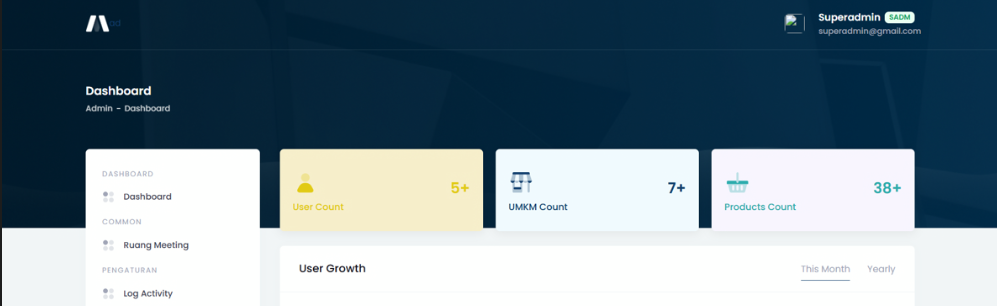 Superadmin SADM
superadmin@gmail.com
Dashboard
Admin - Dashboard
DASHBOARD
Dashboard
COMMON
Ruang Meeting
PENGATURAN
Log Activity
5+
User Count
7+
UMKM Count
38+
Products Count
User Growth
This Month
Yearly